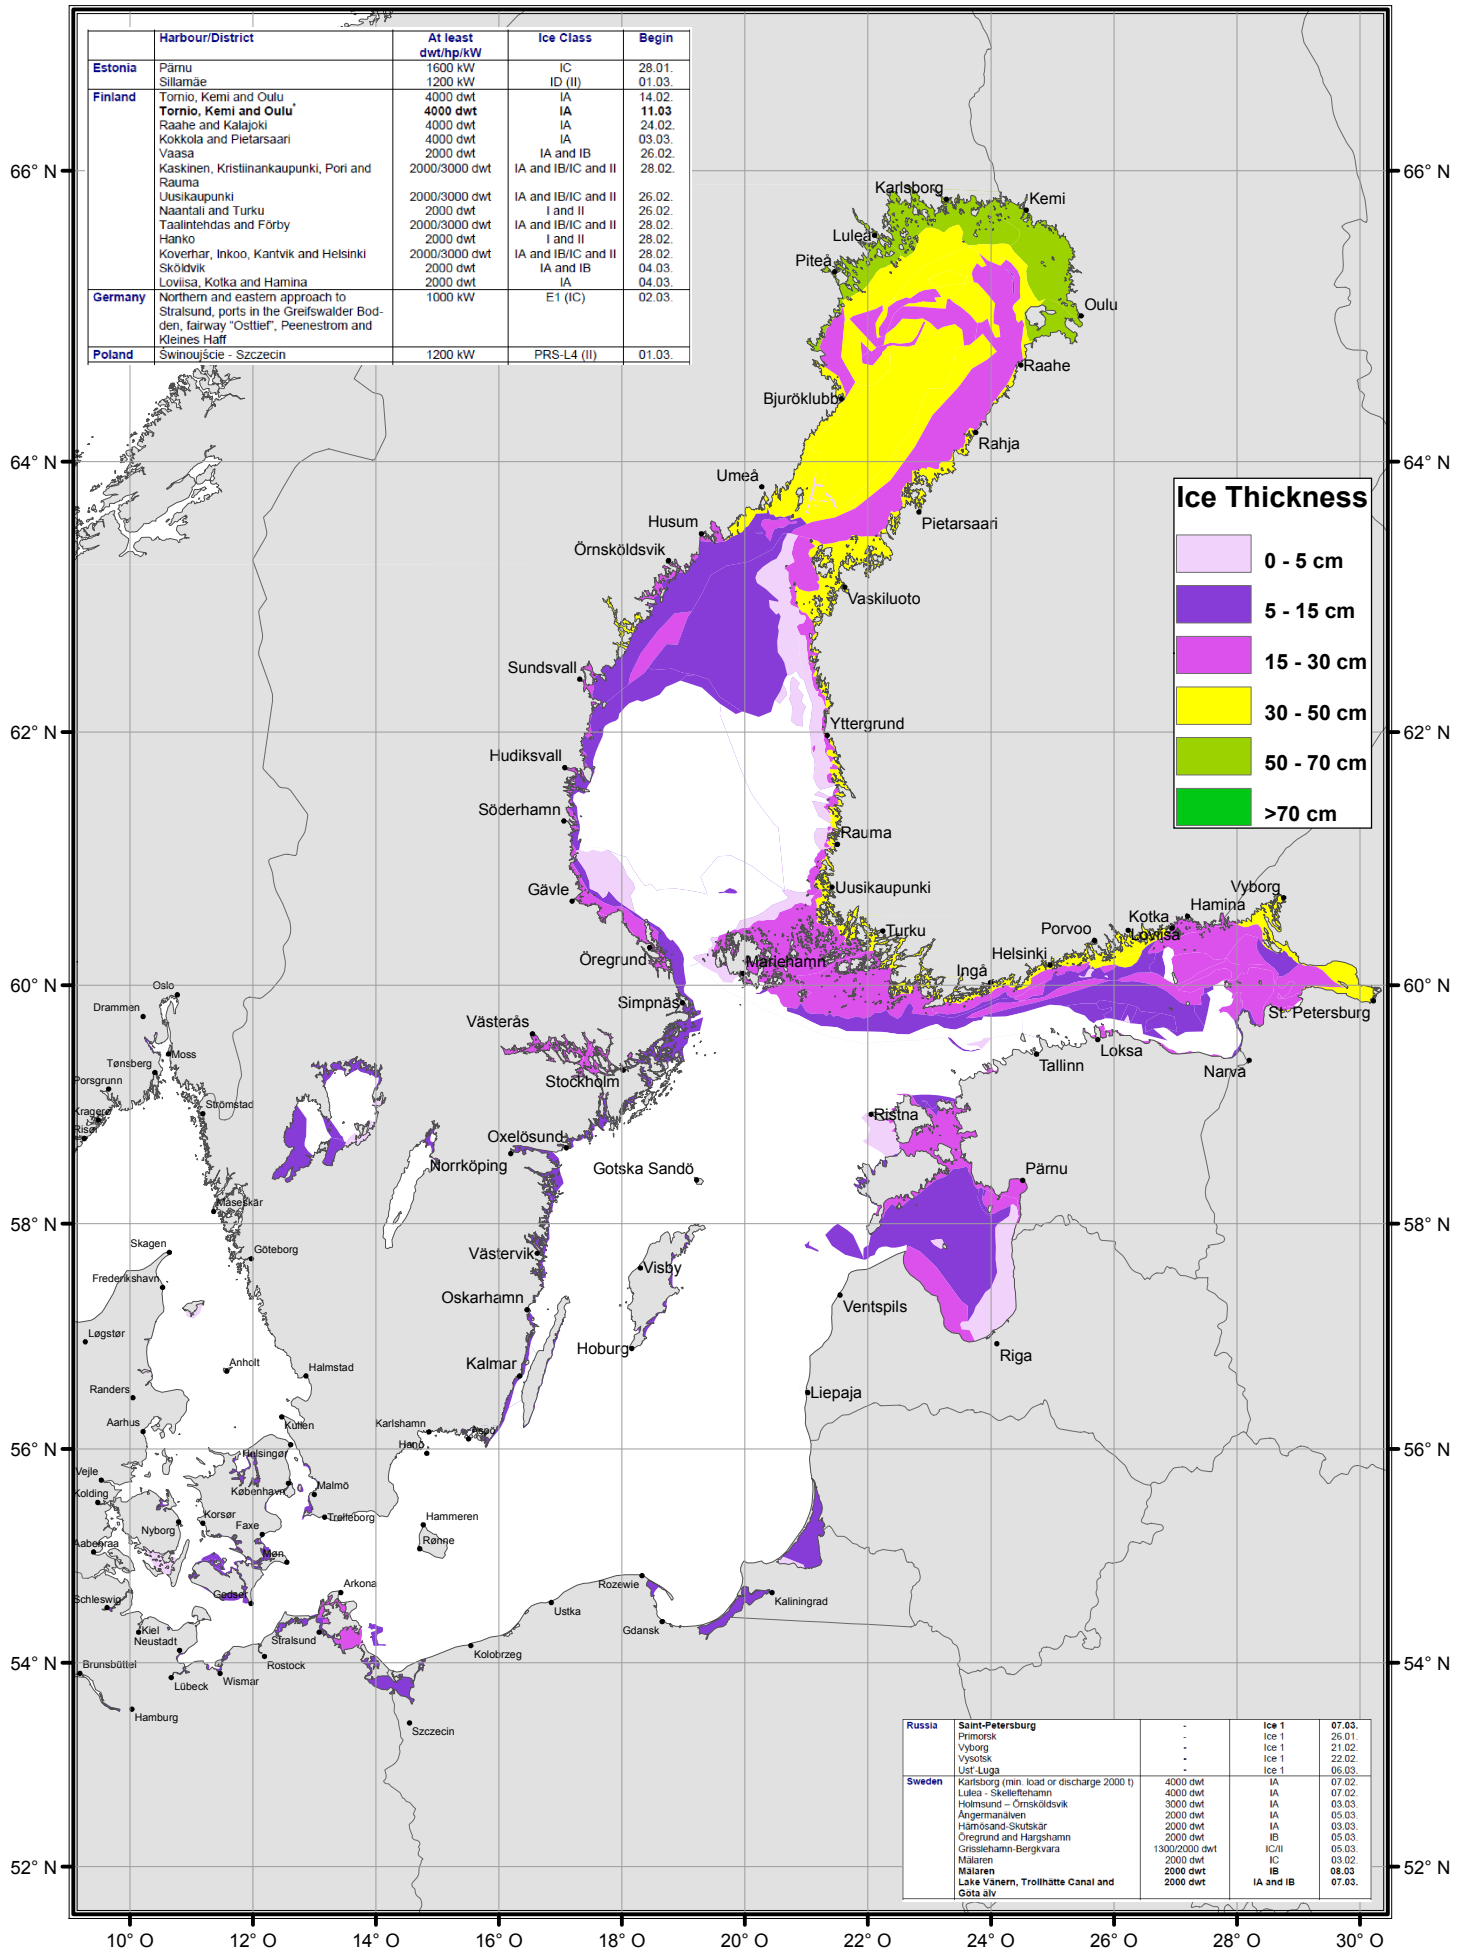 Harbour/District At least Ice Class Begin
dwt/hp/kW
Estonia Pärnu 1600 kW IC 28.01.
Sillamäe 1200 kW ID (II) 01.03.
Finland Tornio, Kemi and Oulu 4000 dwt IA 14.02.
Tornio, Kemi and Oulu* 4000 dwt IA 11.03
Raahe and Kalajoki 4000 dwt IA 24.02.
Kokkola and Pietarsaari 4000 dwt IA 03.03.
Vaasa 2000 dwt IA and IB 26.02.
Kaskinen, Kristiinankaupunki, Pori and 2000/3000 dwt IA and IB/IC and II 28.02.
Rauma
Uusikaupunki 2000/3000 dwt IA and IB/IC and II 26.02.
Naantali and Turku 2000 dwt I and II 26.02.
Taalintehdas and Förby 2000/3000 dwt IA and IB/IC and II 28.02.
Hanko 2000 dwt I and II 28.02.
Koverhar, Inkoo, Kantvik and Helsinki 2000/3000 dwt IA and IB/IC and II 28.02.
Sköldvik 2000 dwt IA and IB 04.03.
Loviisa, Kotka and Hamina 2000 dwt IA 04.03.
Germany Northern and eastern approach to 1000 kW E1 (IC) 02.03.
Stralsund, ports in the Greifswalder Bod-
den, fairway "Osttief", Peenestrom and
Kleines Haff
Poland Świnoujście - Szczecin 1200 kW PRS-L4 (II) 01.03.
66° N 66° N
Karlsborg
Kemi
Luleå
Piteå
Oulu
Raahe
Bjuröklubb
Rahja
64° N 64° N
Umeå
Ice Thickness
0 - 5 cm
5 - 15 cm
15 - 30 cm
30 - 50 cm
50 - 70 cm
>70 cm
Pietarsaari
Husum
Örnsköldsvik
Vaskiluoto
Sundsvall
Yttergrund
62° N 62° N
Hudiksvall
Söderhamn
Rauma
Gävle
Uusikaupunki
Vyborg
Hamina
Kotka
Loviisa
Porvoo
Turku
Helsinki
Öregrund
Mariehamn
Ingå
60° N 60° N
Oslo
Simpnäs
St. Petersburg
Drammen
Västerås
Moss
Tallinn
Loksa
Narva
Tønsberg
Stockholm
Porsgrunn
Kragerø
Strömstad
Ristna
Risør
Oxelösund
Norrköping
Gotska Sandö
Pärnu
Måseskär
58° N 58° N
Skagen
Göteborg
Västervik
Visby
Frederikshavn
Oskarhamn
Ventspils
Løgstør
Hoburg
Riga
Anholt
Halmstad
Kalmar
Randers
Liepaja
Aarhus
Kullen
Karlshamn
Aspö
Hanö
56° N 56° N
Helsingør
Vejle
København
Malmö
Kolding
Nyborg
Korsør
Faxe
Trelleborg
Hammeren
Rønne
Aabenraa
Møn
Schleswig
Gedser
Arkona
Rozewie
Kaliningrad
Ustka
Kiel
Neustadt
Stralsund
Gdansk
Kolobrzeg
54° N 54° N
Brunsbüttel
Rostock
Lübeck
Wismar
Hamburg
Szczecin
Russia Saint-Petersburg - Ice 1 07.03.
Primorsk - Ice 1 26.01.
Vyborg - Ice 1 21.02.
Vysotsk - Ice 1 22.02.
Ust'-Luga - Ice 1 06.03.
Sweden Karlsborg (min. load or discharge 2000 t) 4000 dwt IA 07.02.
Lulea - Skelleftehamn 4000 dwt IA 07.02.
Holmsund – Örnsköldsvik 3000 dwt IA 03.03.
Ångermanälven 2000 dwt IA 05.03.
Härnösand-Skutskär 2000 dwt IA 03.03.
Öregrund and Hargshamn 2000 dwt IB 05.03.
Grisslehamn-Bergkvara 1300/2000 dwt IC/II 05.03.
Mälaren 2000 dwt IC 03.02.
Mälaren 2000 dwt IB 08.03
Lake Vänern, Trollhätte Canal and 2000 dwt IA and IB 07.03.
Göta älv
52° N 52° N
10° O 12° O 14° O 16° O 18° O 20° O 22° O 24° O 26° O 28° O 30° O